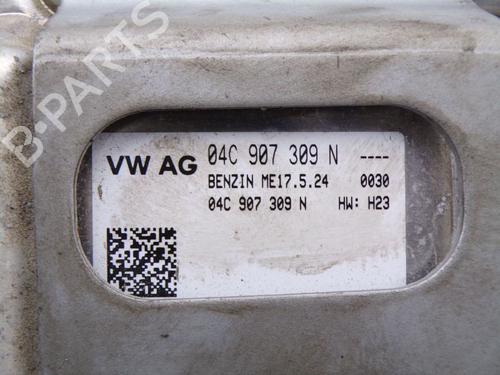 VW AG 04C 907 309 N ----
BENZIN ME17.5.24 0030
04C 907 309 N HW: H23
B-PARTS